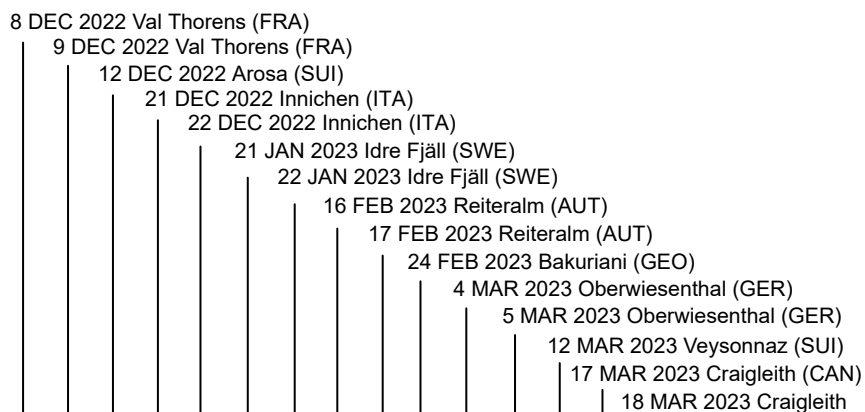 8 DEC 2022 Val Thorens (FRA)
9 DEC 2022 Val Thorens (FRA)
12 DEC 2022 Arosa (SUI)
21 DEC 2022 Innichen (ITA)
22 DEC 2022 Innichen (ITA)
21 JAN 2023 Idre Fjäll (SWE)
22 JAN 2023 Idre Fjäll (SWE)
16 FEB 2023 Reiteralm (AUT)
17 FEB 2023 Reiteralm (AUT)
24 FEB 2023 Bakuriani (GEO)
4 MAR 2023 Oberwiesenthal (GER)
5 MAR 2023 Oberwiesenthal (GER)
12 MAR 2023 Veysonnaz (SUI)
17 MAR 2023 Craigleith (CAN)
18 MAR 2023 Craigleith